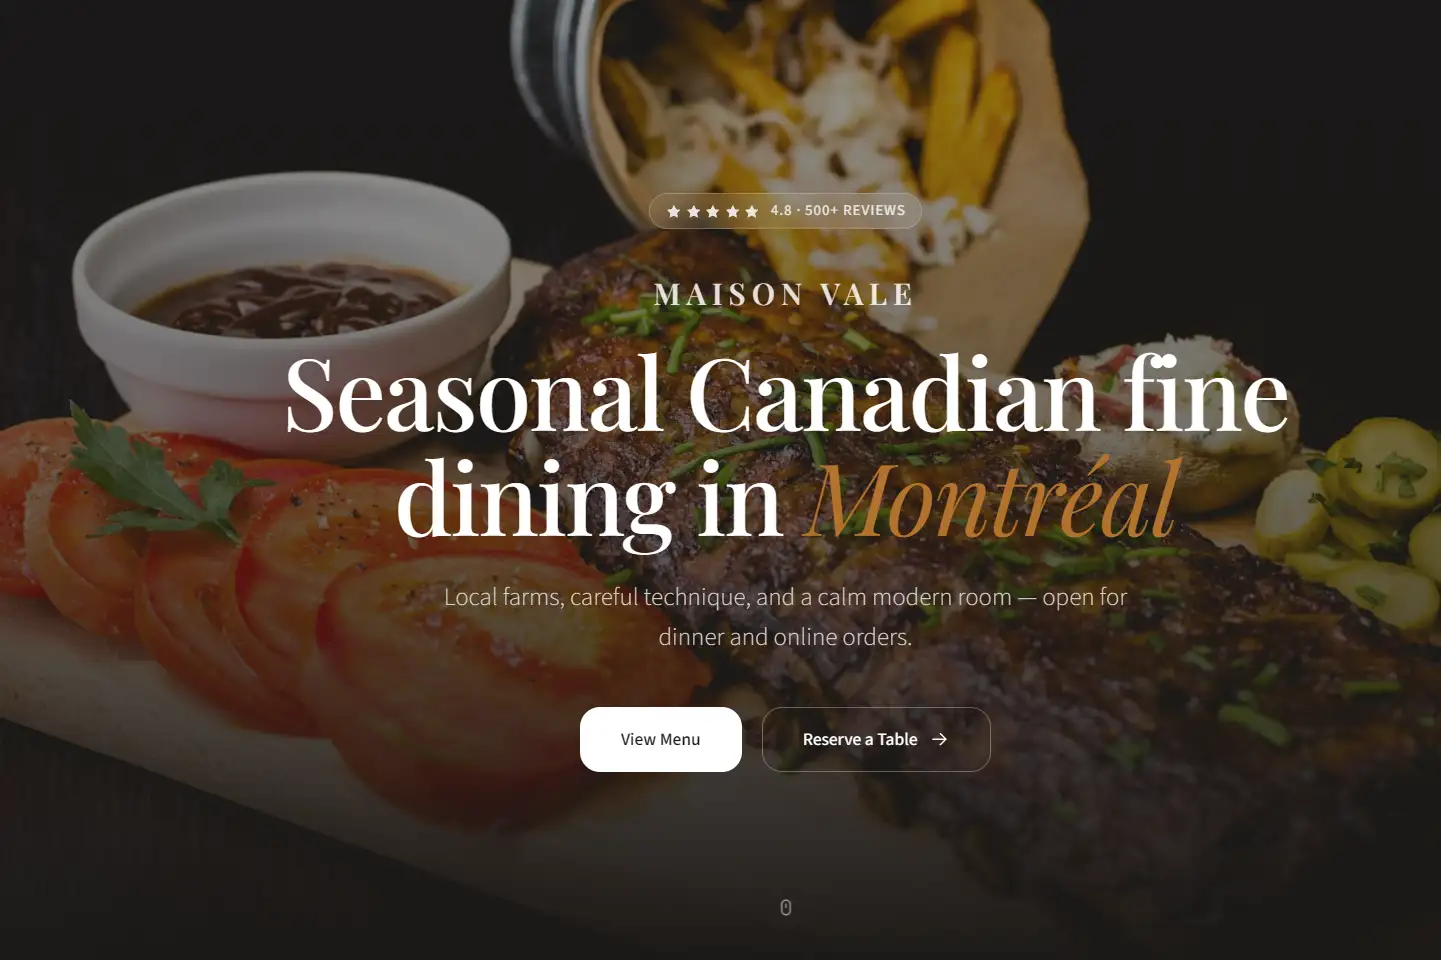 4.8 · 500+ REVIEWS
MAISON VALE
Seasonal Canadian fine
dining in Montréal
Local farms, careful technique, and a calm modern room — open for
dinner and online orders.
View Menu
Reserve a Table →